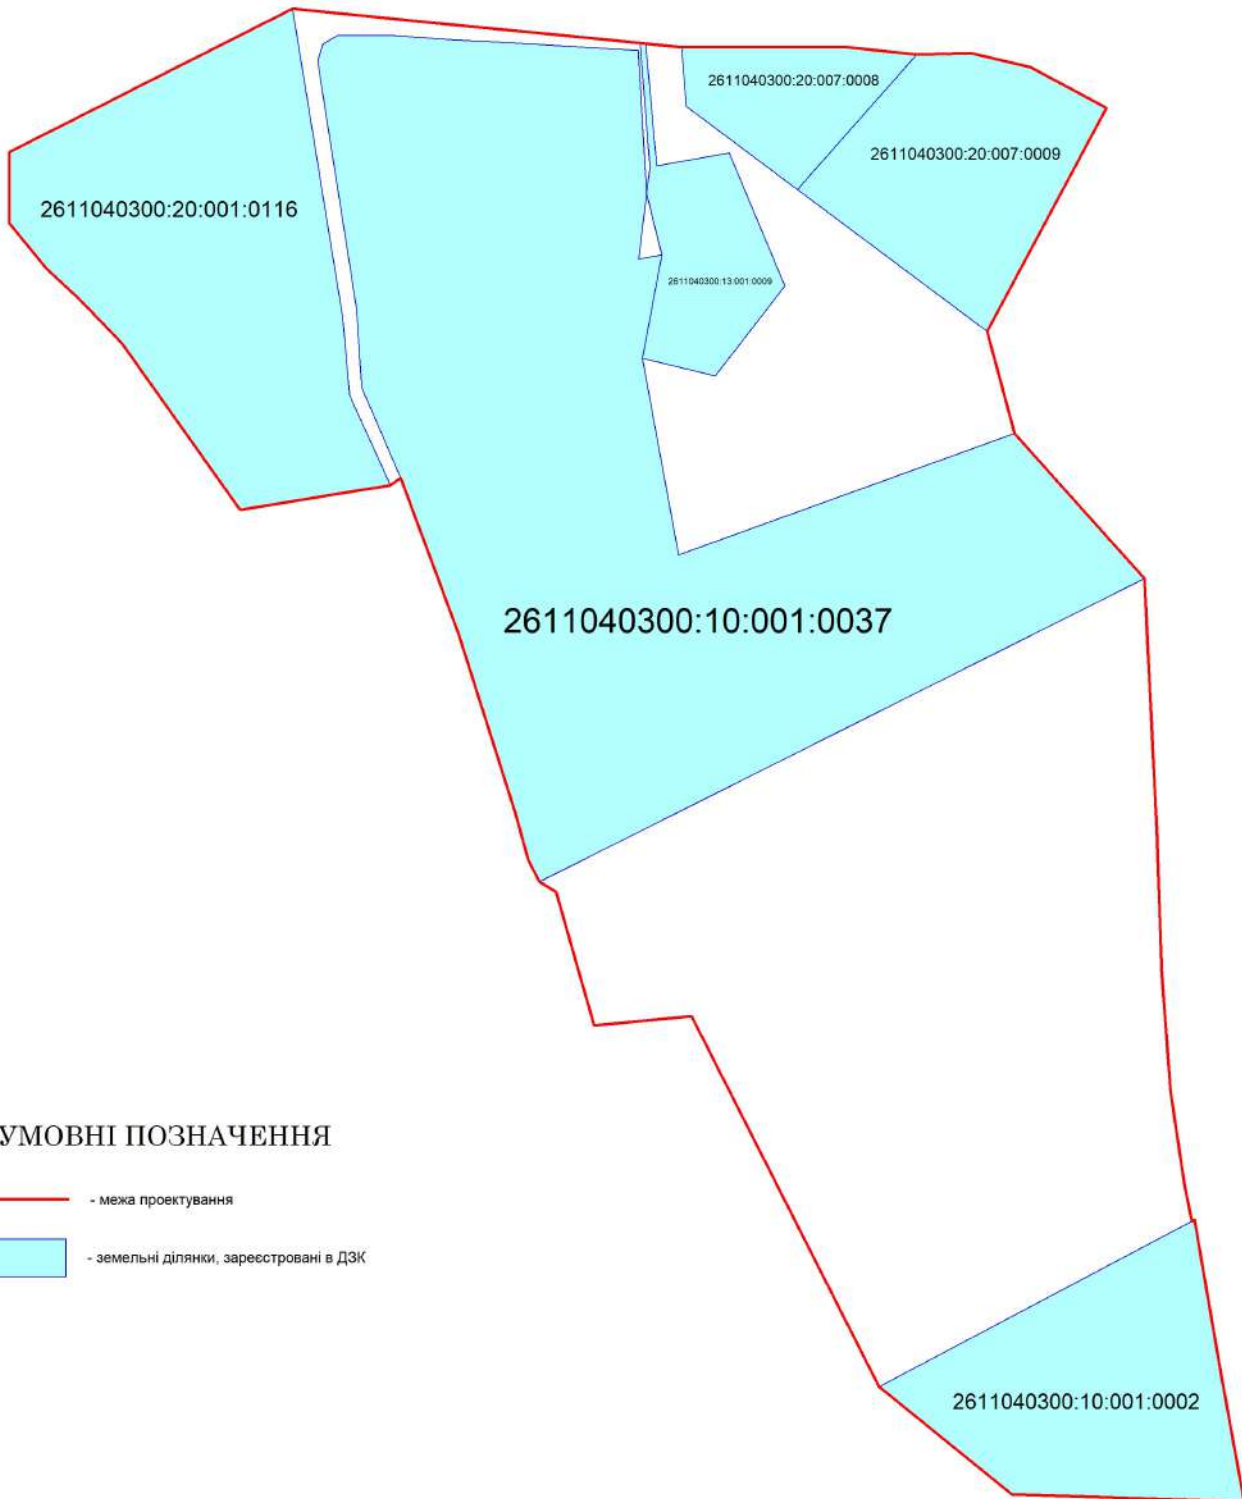 2611040300:20:007:0008
2611040300:20:007:0009
2611040300:20:001:0116
2611040300:13:001:0009
2611040300:10:001:0037
УМОВНІ ПОЗНАЧЕННЯ
- межа проектування
- земельні ділянки, зареєстровані в ДЗК
2611040300:10:001:0002